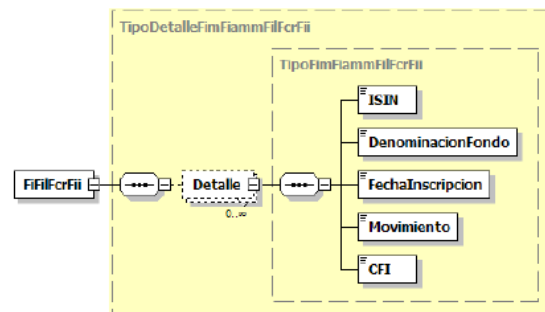 TipoDetalleFimFiammFilFcrFii
TipoFimFiammFilFcrFii
ISIN
DenominacionFondo
FiFilFcrFii
Detalle
FechaInscripcion
0..∞
Movimiento
CFI